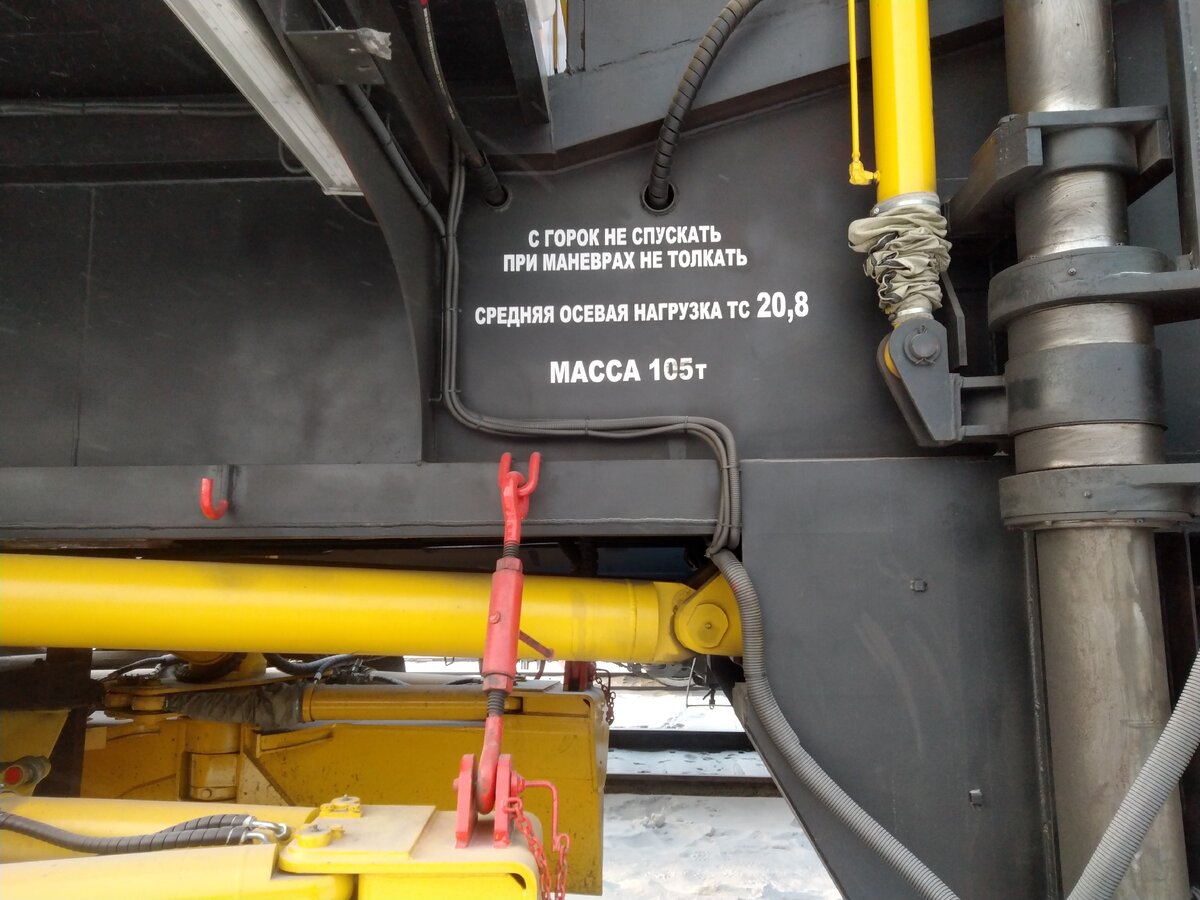 С ГОРОК НЕ СПУСКАТЬ
ПРИ МАНЕВРАХ НЕ ТОЛКАТЬ
СРЕДНЯЯ ОСЕВАЯ НАГРУЗКА ТС 20,8
МАССА 105т